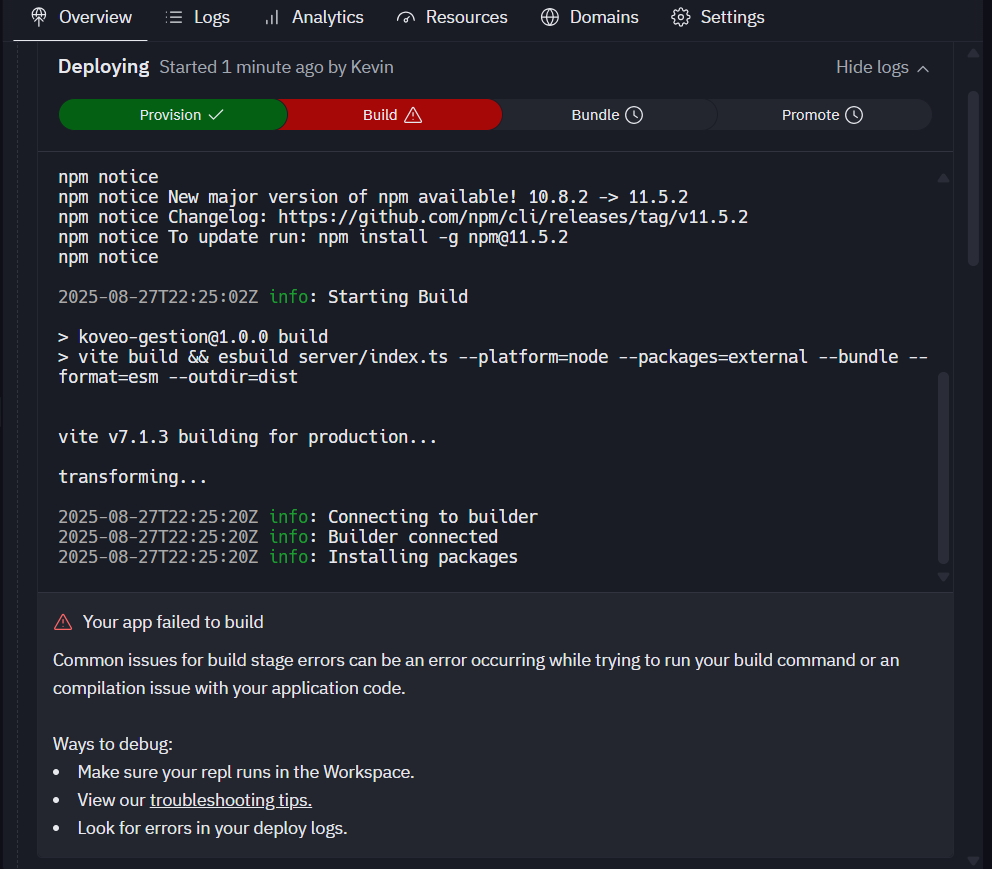 Overview Logs Analytics Resources Domains Settings
Deploying Started 1 minute ago by Kevin Hide logs
Provision Build Bundle Promote
npm notice
npm notice New major version of npm available! 10.8.2 -> 11.5.2
npm notice Changelog: https://github.com/npm/cli/releases/tag/v11.5.2
npm notice To update run: npm install -g npm@11.5.2
npm notice
2025-08-27T22:25:02Z info: Starting Build
> koveo-gestion@1.0.0 build
> vite build && esbuild server/index.ts --platform=node --packages=external --bundle --
format=esm --outdir=dist
vite v7.1.3 building for production...
transforming...
2025-08-27T22:25:20Z info: Connecting to builder
2025-08-27T22:25:20Z info: Builder connected
2025-08-27T22:25:20Z info: Installing packages
Your app failed to build
Common issues for build stage errors can be an error occurring while trying to run your build command or an
compilation issue with your application code.
Ways to debug:
• Make sure your repl runs in the Workspace.
• View our troubleshooting tips.
• Look for errors in your deploy logs.